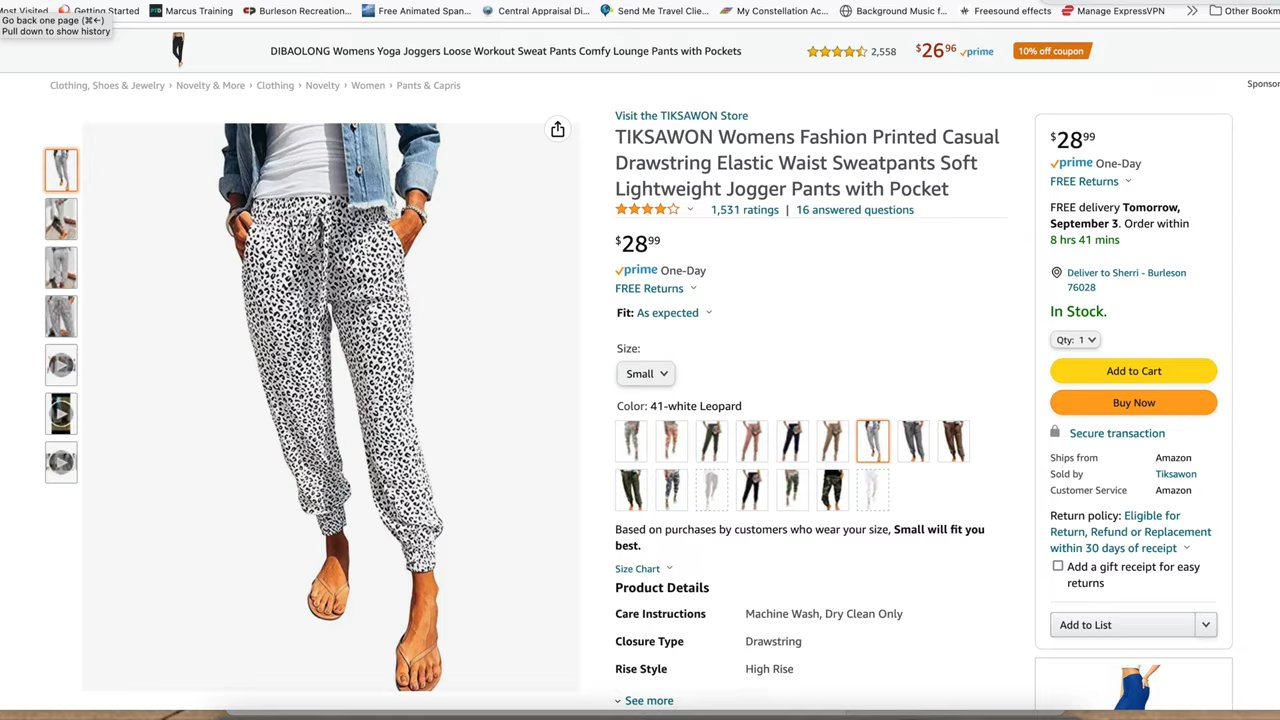 ost Visited
Getting Started
Marcus Training
Burleson Recreation...
Free Animated Span...
Central Appraisal Di...
Send Me Travel Clie...
My Constellation Ac...
Background Music f...
Freesound effects
Manage ExpressVPN
Other Bookm
Go back one page (⌘←)
Pull down to show history
DIBAOLONG Womens Yoga Joggers Loose Workout Sweat Pants Comfy Lounge Pants with Pockets
2,558
$26 96 prime
10% off coupon
Clothing, Shoes & Jewelry › Novelty & More › Clothing › Novelty › Women › Pants & Capris
Sponsor
Visit the TIKSAWON Store
TIKSAWON Womens Fashion Printed Casual
Drawstring Elastic Waist Sweatpants Soft
Lightweight Jogger Pants with Pocket
1,531 ratings | 16 answered questions
$28 99
prime One-Day
FREE Returns
Fit: As expected
Size:
Small
Color: 41-white Leopard
Based on purchases by customers who wear your size, Small will fit you
best.
Size Chart
Product Details
Care Instructions Machine Wash, Dry Clean Only
Closure Type Drawstring
Rise Style High Rise
See more
$28 99
prime One-Day
FREE Returns
FREE delivery Tomorrow,
September 3. Order within
8 hrs 41 mins
Deliver to Sherri - Burleson
76028
In Stock.
Qty: 1
Add to Cart
Buy Now
Secure transaction
Ships from Amazon
Sold by Tiksawon
Customer Service Amazon
Return policy: Eligible for
Return, Refund or Replacement
within 30 days of receipt
Add a gift receipt for easy
returns
Add to List